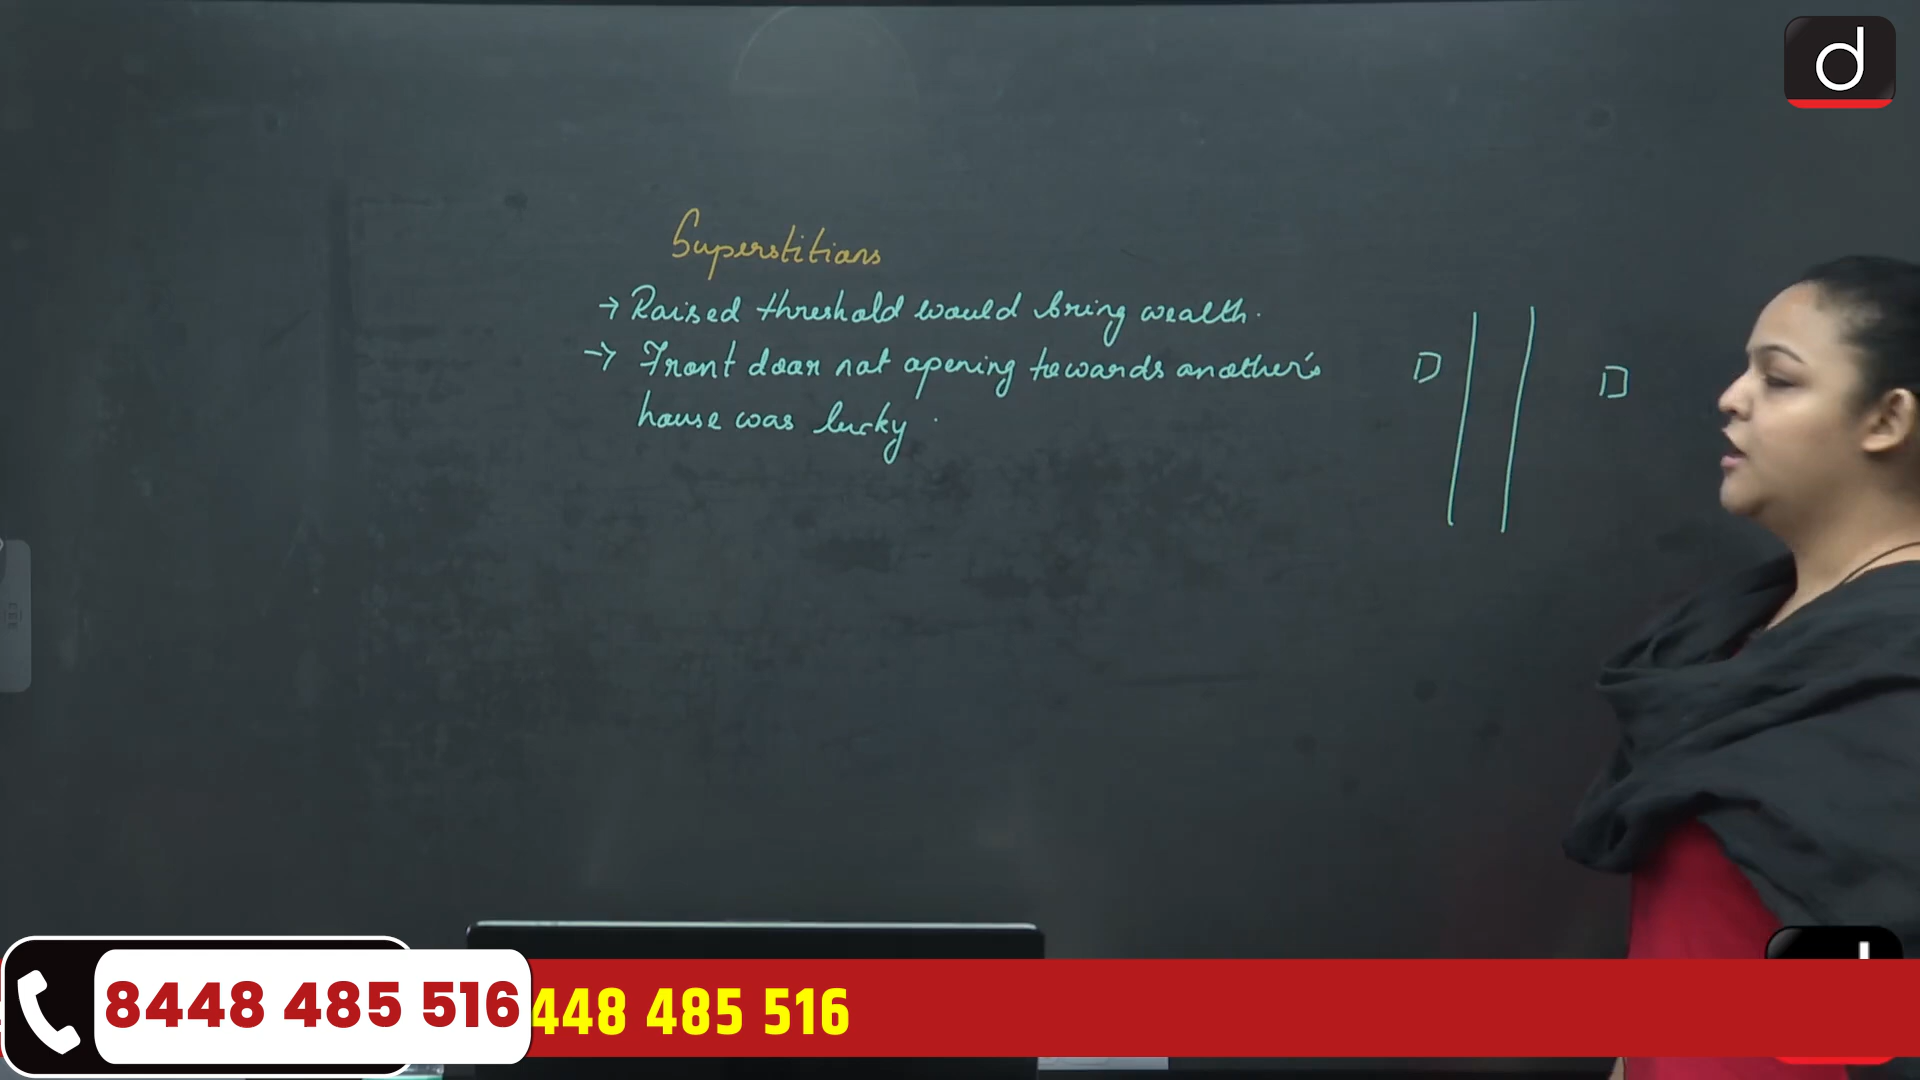 d
Superstitions
→ Raised threshold would bring wealth.
→ Front door not opening towards another's
house was lucky.
D D
8448 485 516
448 485 516